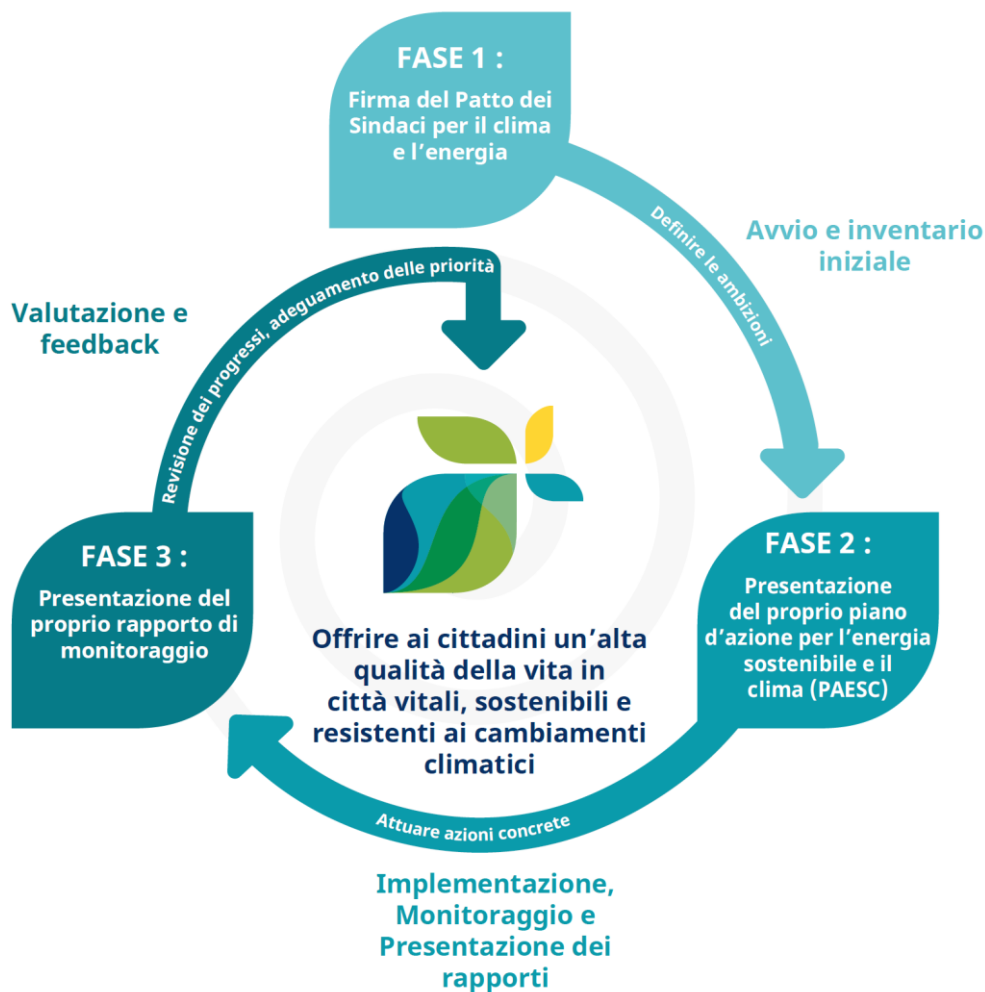 FASE 1 :
Firma del Patto dei
Sindaci per il clima
e l’energia
Definire le ambizioni
Avvio e inventario
iniziale
FASE 2 :
Presentazione
del proprio piano
d’azione per l’energia
sostenibile e il
clima (PAESC)
Attuare azioni concrete
Implementazione,
Monitoraggio e
Presentazione dei
rapporti
FASE 3 :
Presentazione del
proprio rapporto di
monitoraggio
Revisione dei progressi, adeguamento delle priorità
Valutazione e
feedback
Offrire ai cittadini un’alta
qualità della vita in
città vitali, sostenibili e
resistenti ai cambiamenti
climatici